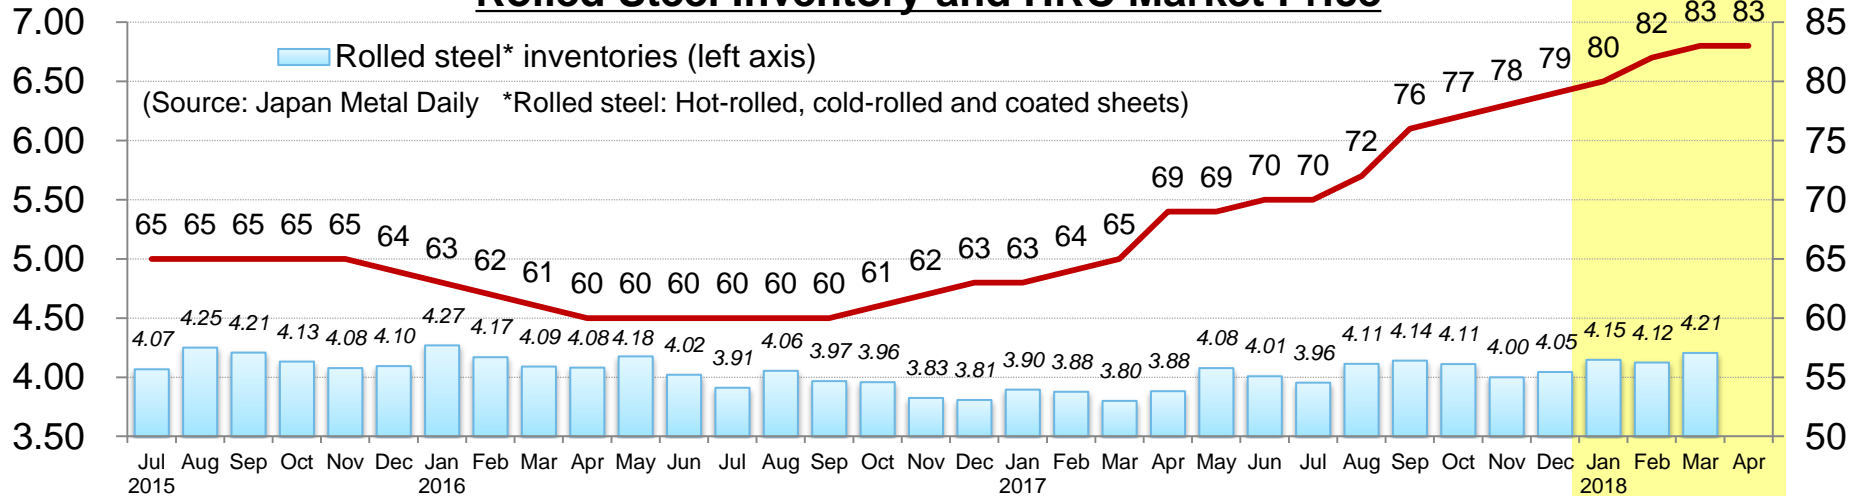 Rolled Steel Inventory and HRC Market Price
7.00 6.50 6.00 5.50 5.00 4.50 4.00 3.50
Rolled steel* inventories (left axis)
(Source: Japan Metal Daily *Rolled steel: Hot-rolled, cold-rolled and coated sheets)
65 65 65 65 65 64 63 62 61 60 60 60 60 60 60 61 62 63 63 64 65 69 69 70 70 72 76 77 78 79 80 82 83 83
4.07 4.25 4.21 4.13 4.08 4.10 4.27 4.17 4.09 4.08 4.18 4.02 3.91 4.06 3.97 3.96 3.83 3.81 3.90 3.88 3.80 3.88 4.08 4.01 3.96 4.11 4.14 4.11 4.00 4.05 4.15 4.12 4.21
85 80 75 70 65 60 55 50
Jul Aug Sep Oct Nov Dec Jan Feb Mar Apr May Jun Jul Aug Sep Oct Nov Dec Jan Feb Mar Apr May Jun Jul Aug Sep Oct Nov Dec Jan Feb Mar Apr
2015 2016 2017 2018